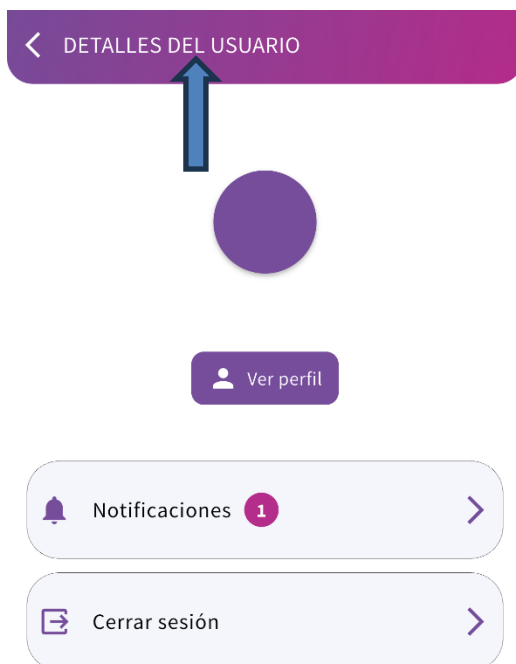 DETALLES DEL USUARIO
Ver perfil
Notificaciones 1
Cerrar sesión